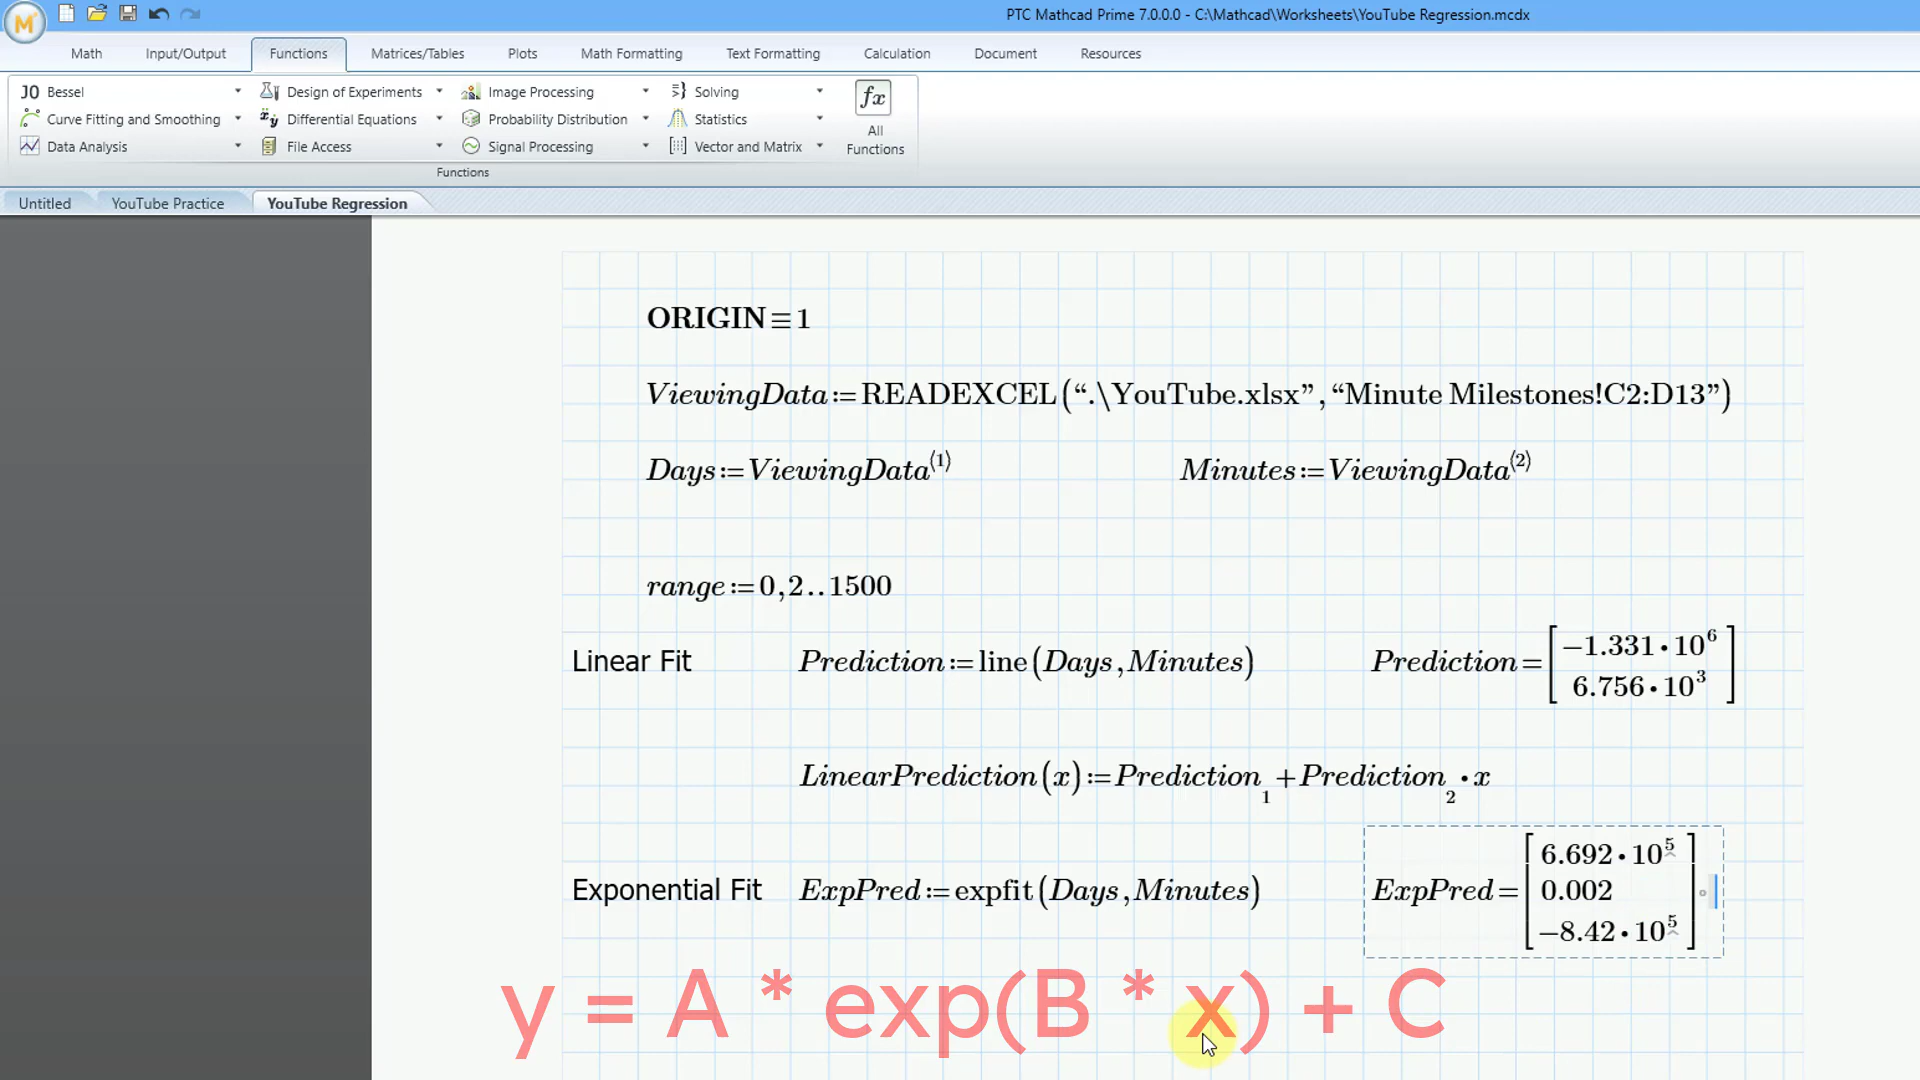 PTC Mathcad Prime 7.0.0.0 - C:\Mathcad\Worksheets\YouTube Regression.mcdx
Math Input/Output Functions Matrices/Tables Plots Math Formatting Text Formatting Calculation Document Resources
J0 Bessel Design of Experiments Image Processing Solving fx
Curve Fitting and Smoothing Differential Equations Probability Distribution Statistics All
Data Analysis File Access Signal Processing Vector and Matrix Functions
Functions
Untitled YouTube Practice YouTube Regression
ORIGIN≡1
ViewingData:=READEXCEL(“.\YouTube.xlsx”,“Minute Milestones!C2:D13”)
Days:=ViewingData⟨1⟩ Minutes:=ViewingData⟨2⟩
range:=0,2..1500
Linear Fit Prediction:=line(Days,Minutes) Prediction=[−1.331•10⁶
6.756•10³]
LinearPrediction(x):=Prediction₁+Prediction₂•x
Exponential Fit ExpPred:=expfit(Days,Minutes) ExpPred=[6.692•10⁵
0.002
−8.42•10⁵]
y = A * exp(B * x) + C